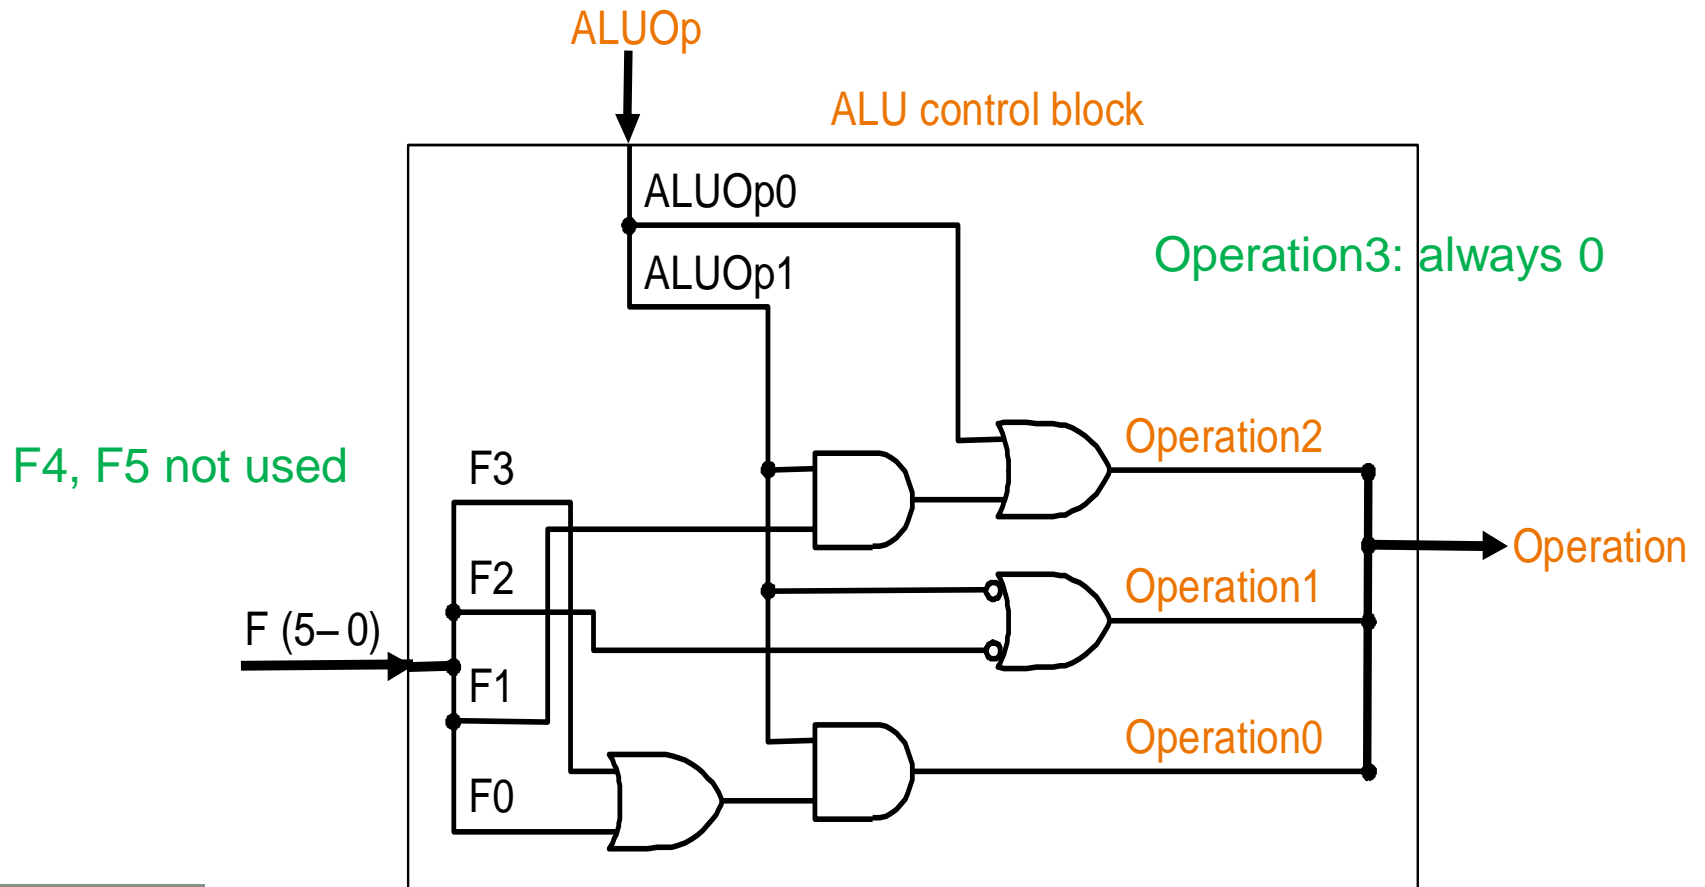 ALUOp
ALU control block
ALUOp0
Operation3: always 0
ALUOp1
Operation2
F4, F5 not used
F3
Operation
F2
Operation1
F (5–0)
F1
Operation0
F0